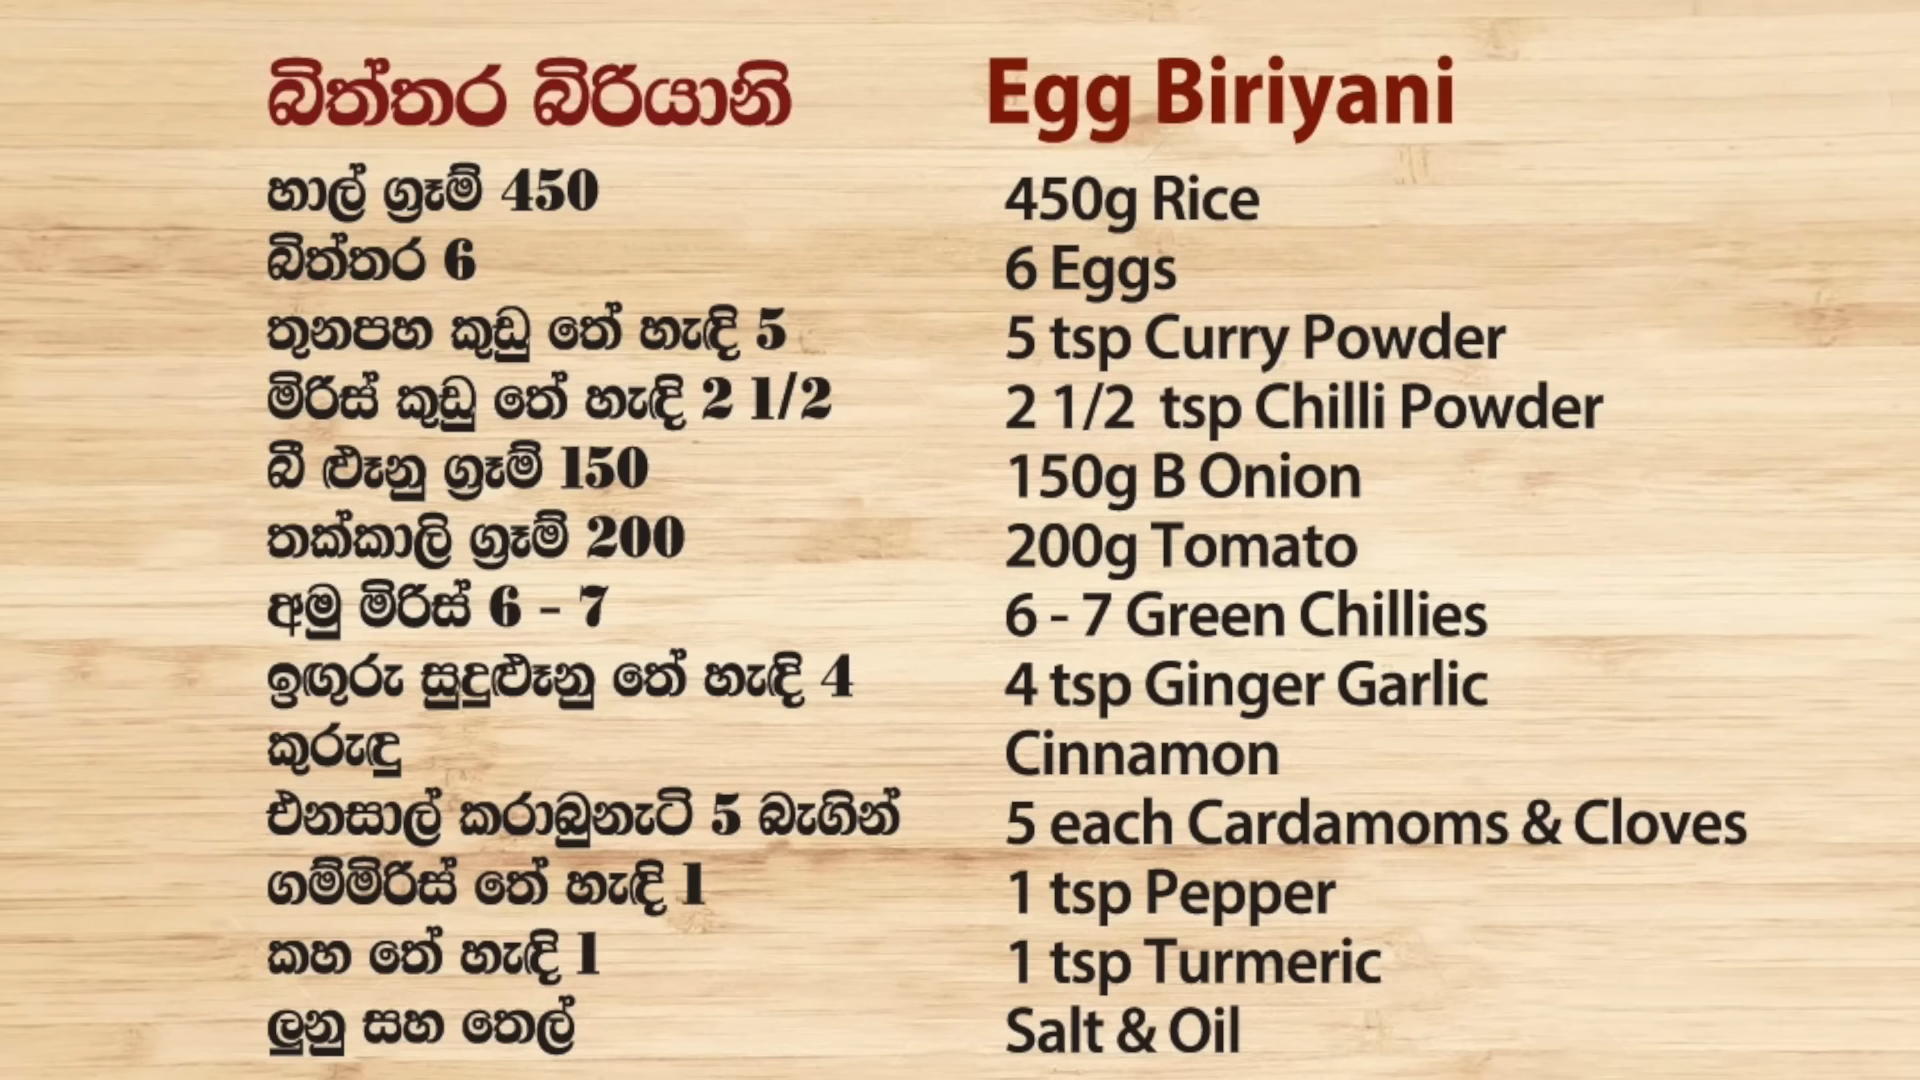 බිත්තර බිරියානි
හාල් ග්‍රෑම් 450
බිත්තර 6
තුනපහ කුඩු තේ හැඳි 5
මිරිස් කුඩු තේ හැඳි 2 1/2
බී ළූනු ග්‍රෑම් 150
තක්කාලි ග්‍රෑම් 200
අමු මිරිස් 6 - 7
ඉඟුරු සුදුළූනු තේ හැඳි 4
කුරුඳු
එනසාල් කරාබුනැටි 5 බැගින්
ගම්මිරිස් තේ හැඳි 1
කහ තේ හැඳි 1
ලුනු සහ තෙල්
Egg Biriyani
450g Rice
6 Eggs
5 tsp Curry Powder
2 1/2 tsp Chilli Powder
150g B Onion
200g Tomato
6 - 7 Green Chillies
4 tsp Ginger Garlic
Cinnamon
5 each Cardamoms & Cloves
1 tsp Pepper
1 tsp Turmeric
Salt & Oil